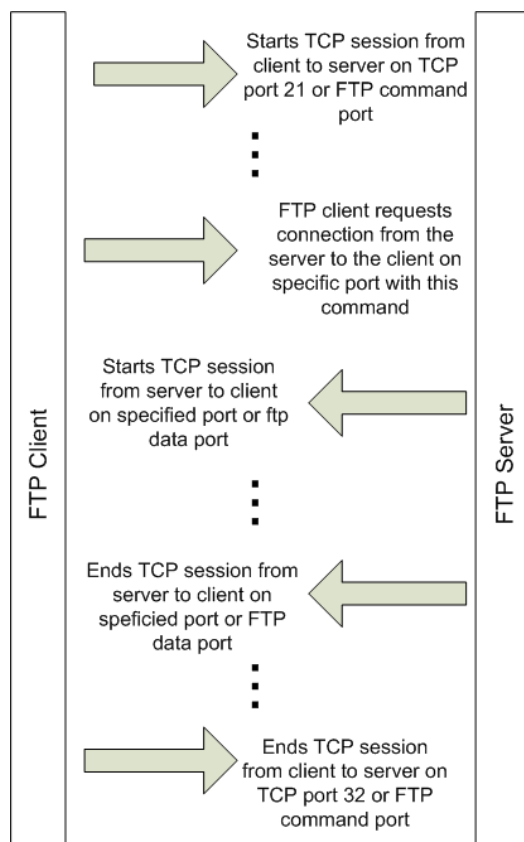 Starts TCP session from
client to server on TCP
port 21 or FTP command
port
FTP client requests
connection from the
server to the client on
specific port with this
command
Starts TCP session
from server to client
on specified port or ftp
data port
FTP Client
FTP Server
Ends TCP session from
server to client on
speficied port or FTP
data port
Ends TCP session
from client to server on
TCP port 32 or FTP
command port